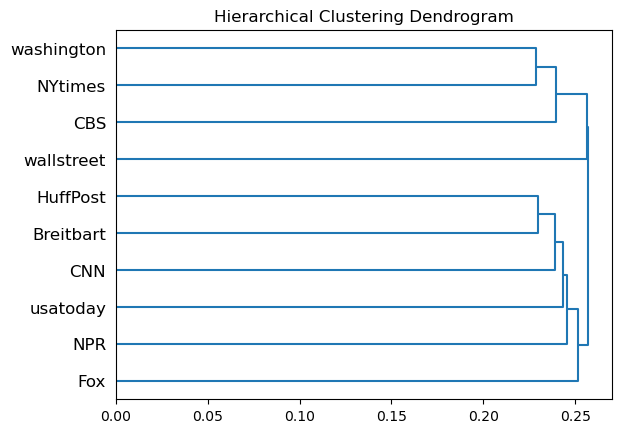 Hierarchical Clustering Dendrogram
washington
NYtimes
CBS
wallstreet
HuffPost
Breitbart
CNN
usatoday
NPR
Fox
0.00 0.05 0.10 0.15 0.20 0.25